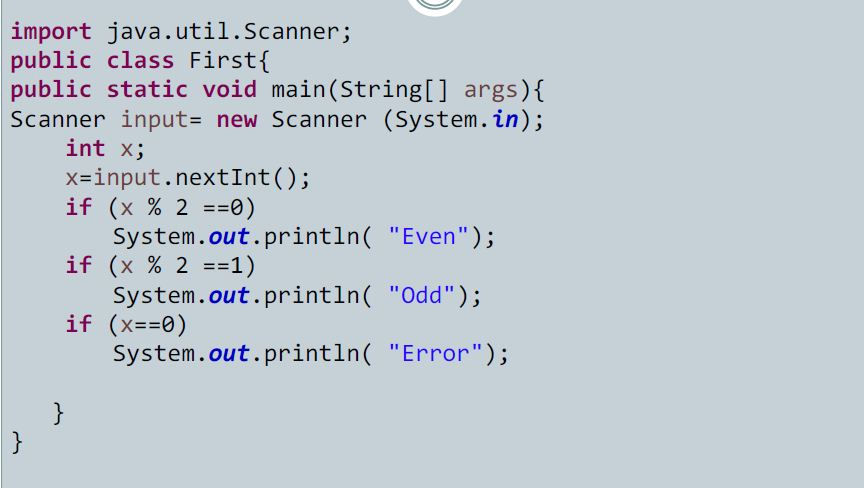 import java.util.Scanner;
public class First{
public static void main(String[] args){
Scanner input= new Scanner (System.in);
int x;
x=input.nextInt();
if (x % 2 ==0)
System.out.println( "Even");
if (x % 2 ==1)
System.out.println( "Odd");
if (x==0)
System.out.println( "Error");
}
}